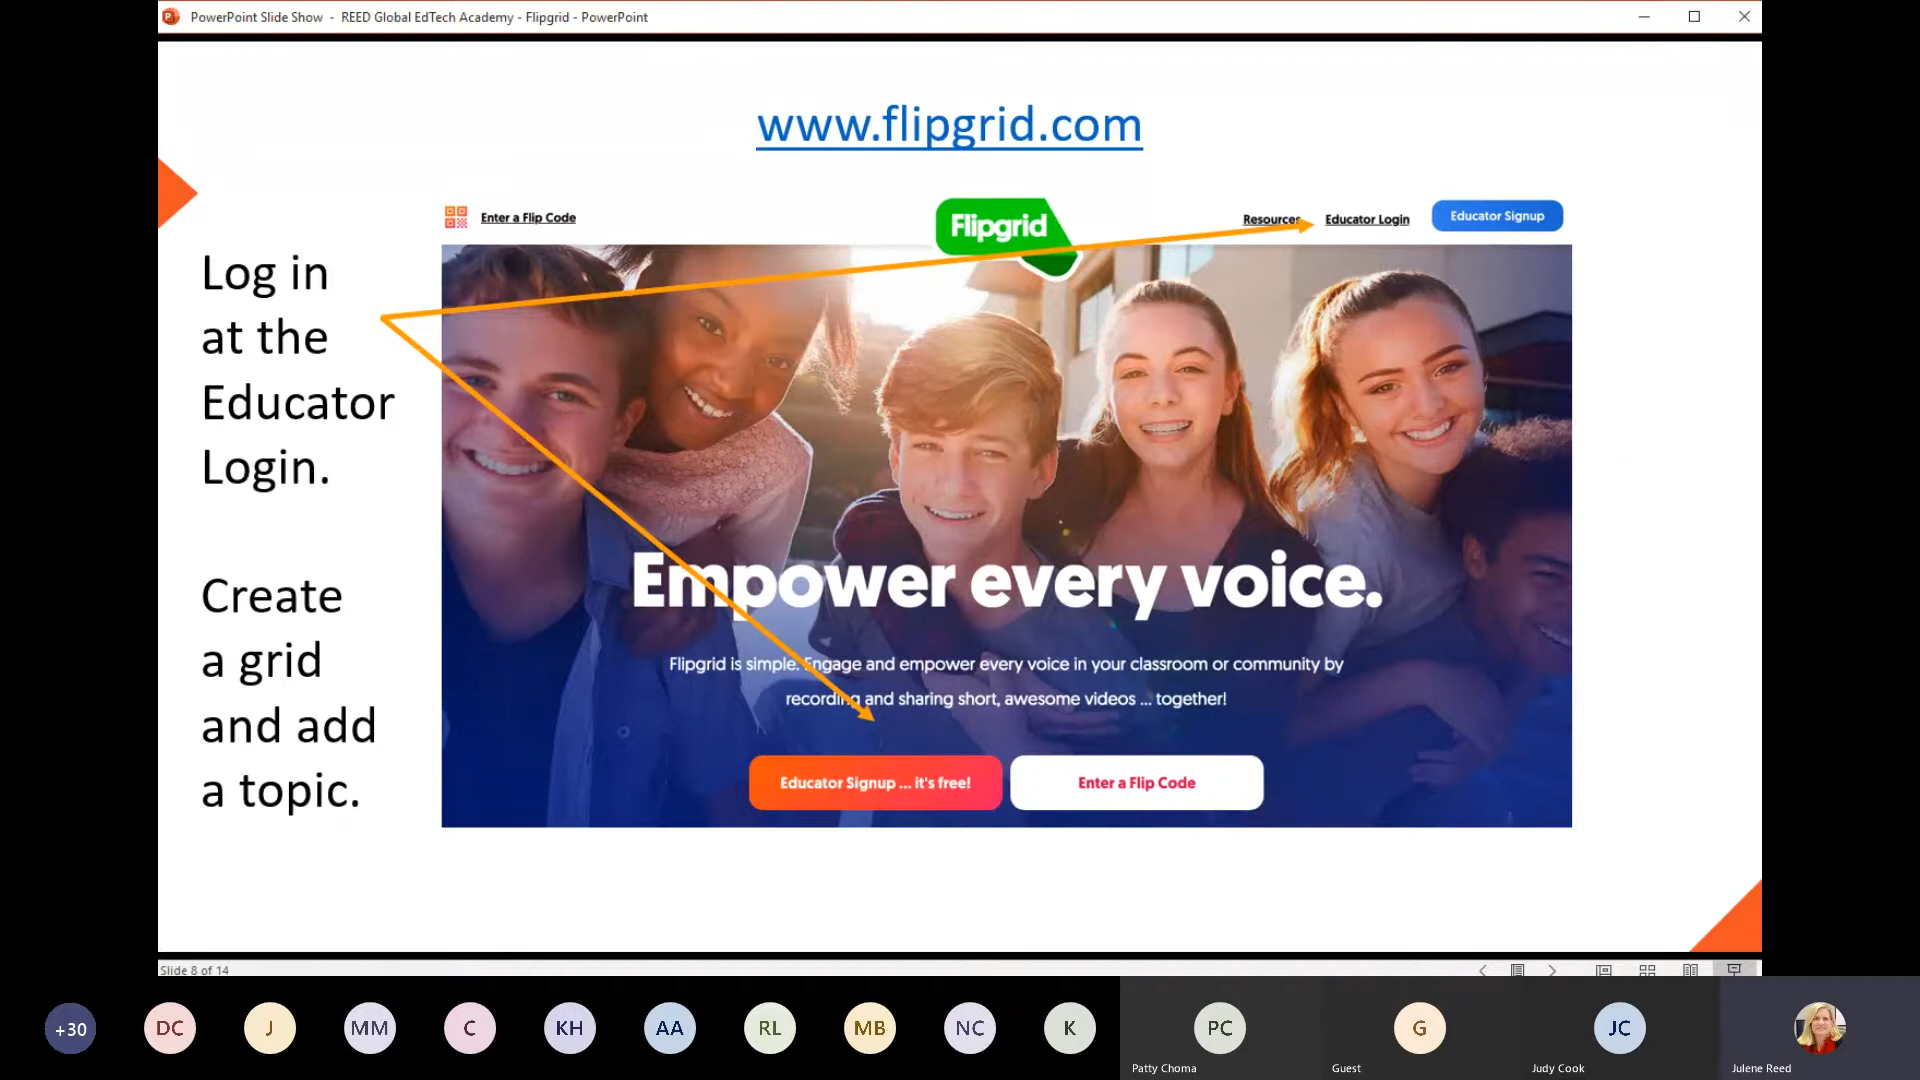 PowerPoint Slide Show - REED Global EdTech Academy - Flipgrid - PowerPoint
www.flipgrid.com
Enter a Flip Code
Flipgrid
Resources
Educator Login
Educator Signup
Log in
at the
Educator
Login.
Create
a grid
and add
a topic.
Empower every voice.
Flipgrid is simple. Engage and empower every voice in your classroom or community by
recording and sharing short, awesome videos ... together!
Educator Signup ... it's free!
Enter a Flip Code
Slide 8 of 14
+30
DC
J
MM
C
KH
AA
RL
MB
NC
K
PC
G
JC
Patty Choma
Guest
Judy Cook
Julene Reed